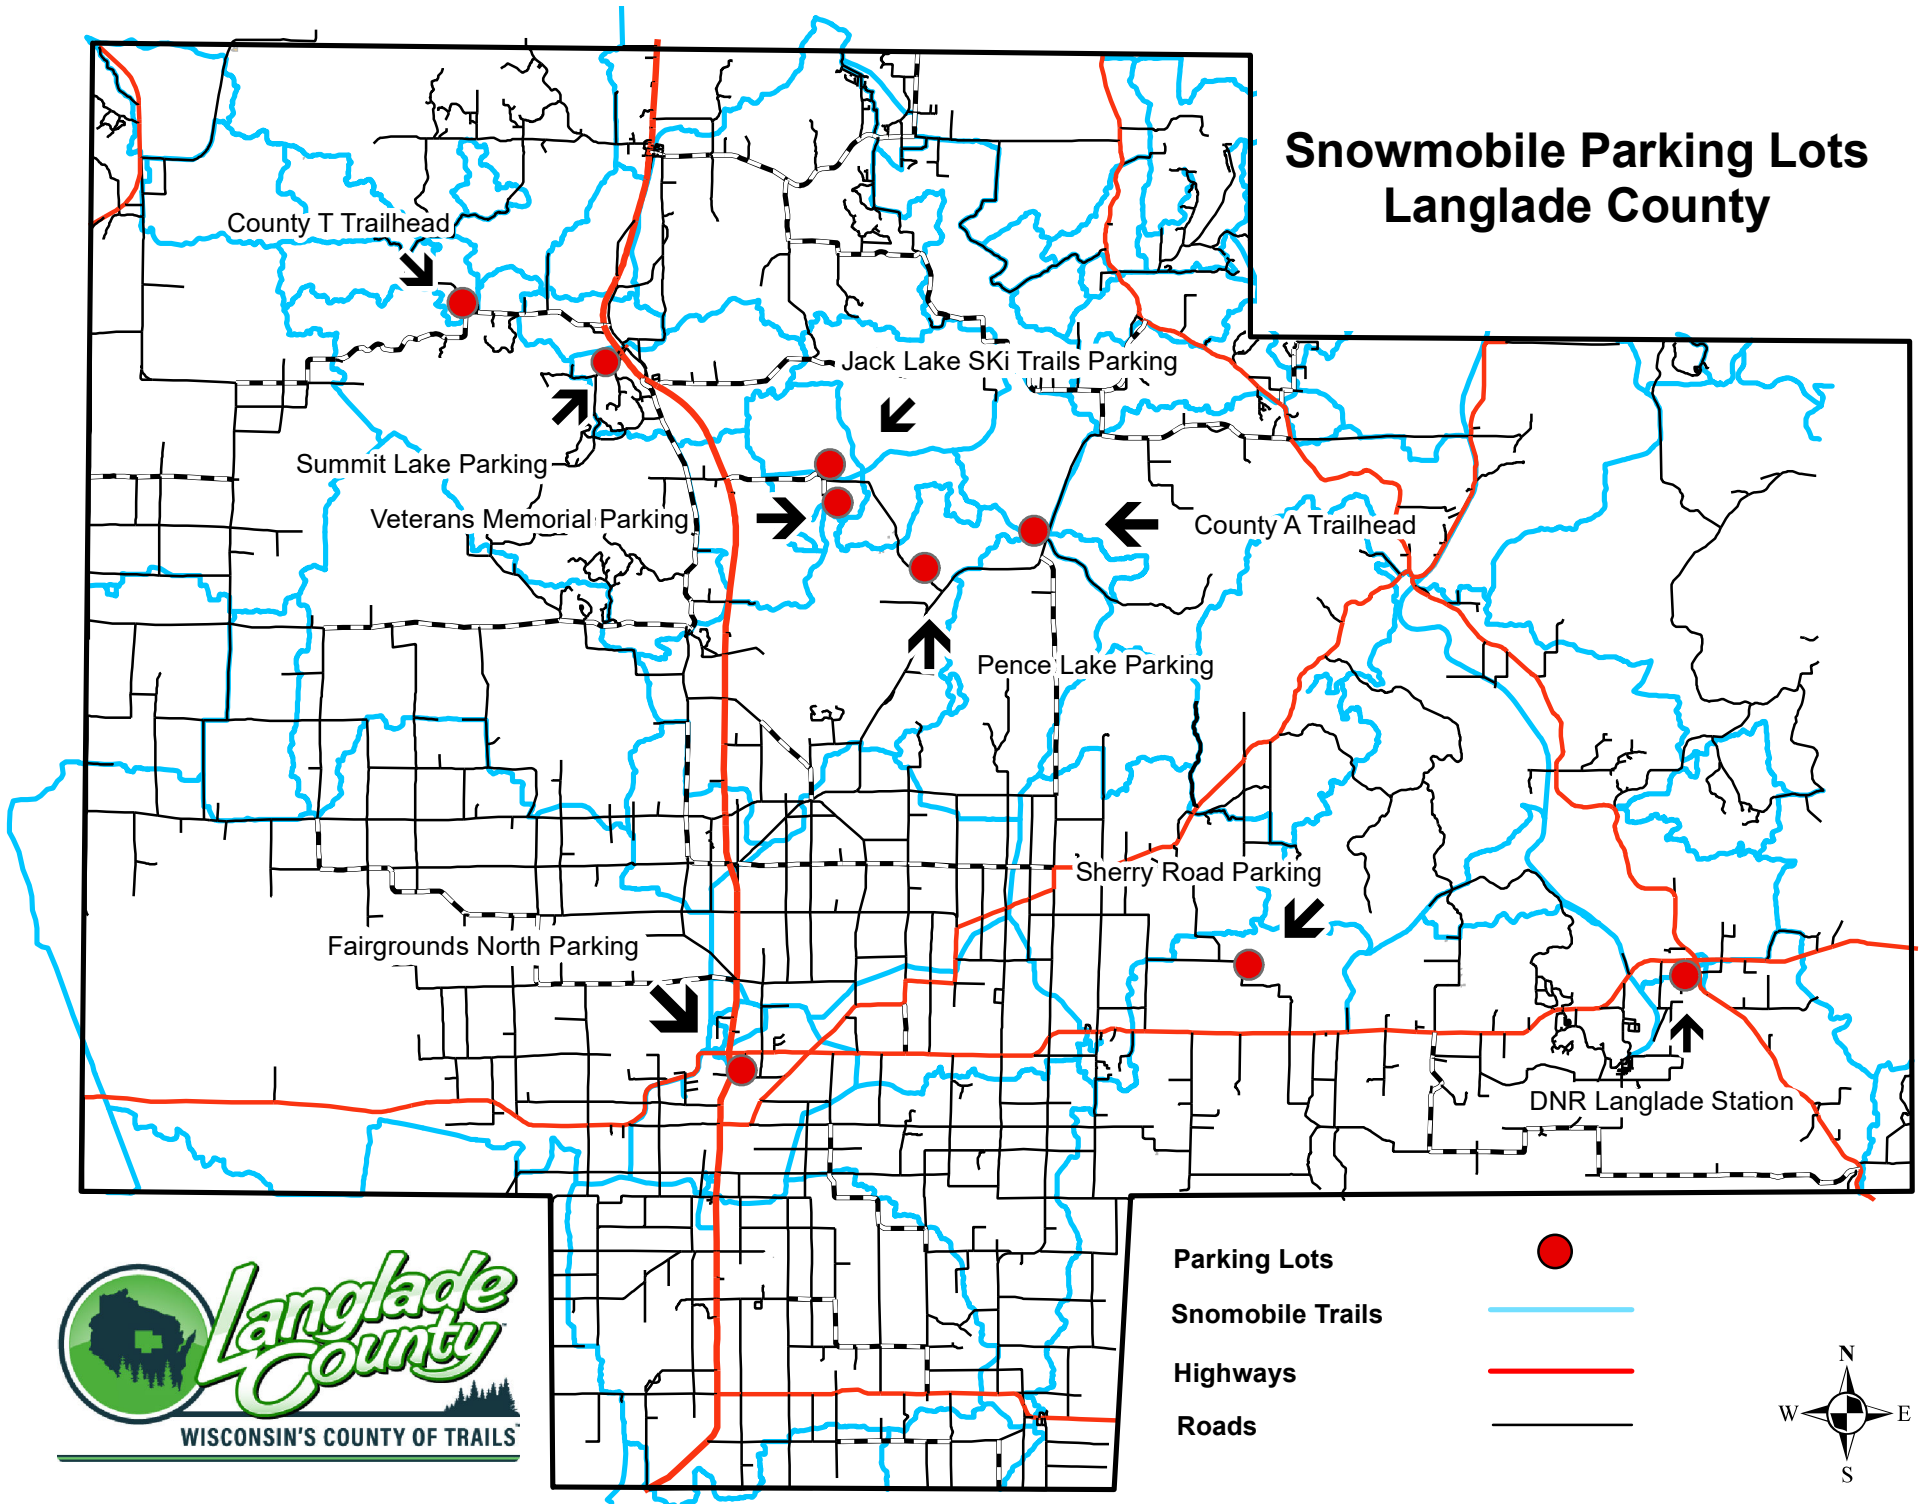 Snowmobile Parking Lots
Langlade County
County T Trailhead
Jack Lake SKi Trails Parking
Summit Lake Parking
Veterans Memorial Parking
County A Trailhead
Pence Lake Parking
Sherry Road Parking
Fairgrounds North Parking
DNR Langlade Station
Parking Lots
Snomobile Trails
Highways
Roads
N
W E
S
Langlade
County
WISCONSIN'S COUNTY OF TRAILS